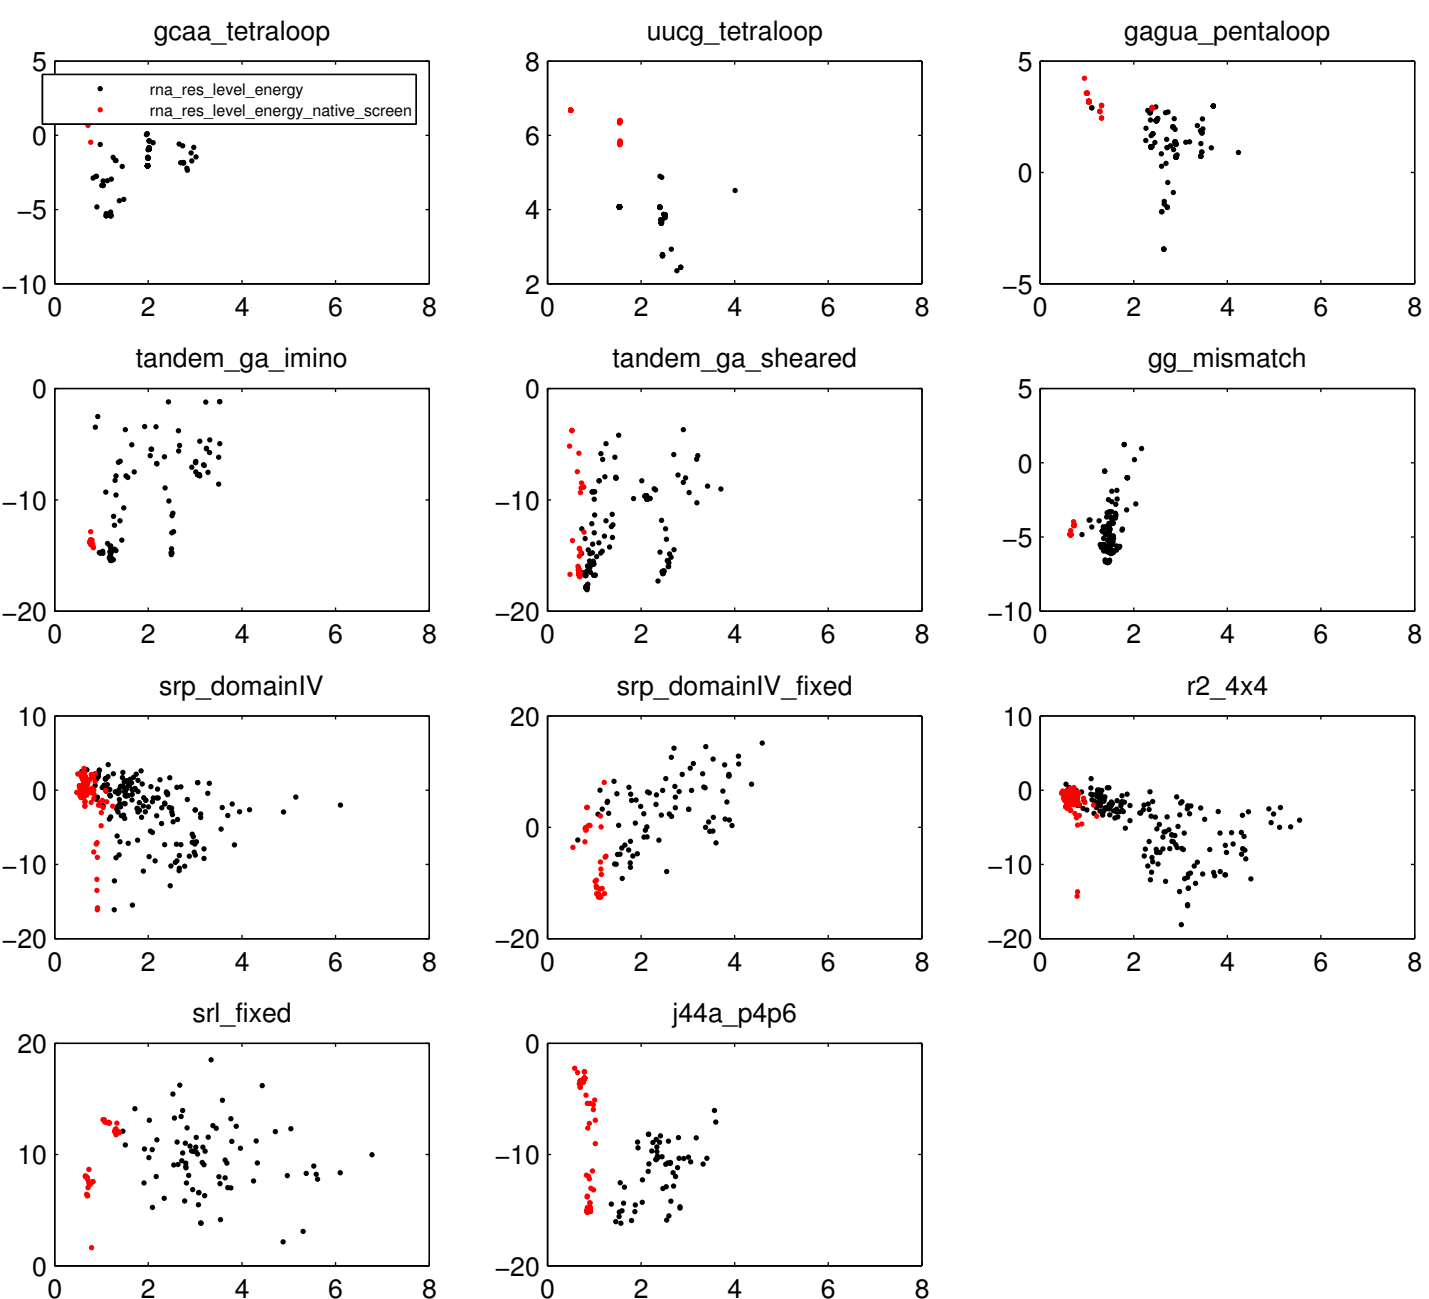 gcaa_tetraloop
5
0
−5
−10
0 2 4 6 8
rna_res_level_energy
rna_res_level_energy_native_screen
uucg_tetraloop
8
6
4
2
0 2 4 6 8
gagua_pentaloop
5
0
−5
0 2 4 6 8
tandem_ga_imino
0
−10
−20
0 2 4 6 8
tandem_ga_sheared
0
−10
−20
0 2 4 6 8
gg_mismatch
5
0
−5
−10
0 2 4 6 8
srp_domainIV
10
0
−10
−20
0 2 4 6 8
srp_domainIV_fixed
20
0
−20
0 2 4 6 8
r2_4x4
10
0
−10
−20
0 2 4 6 8
srl_fixed
20
10
0
0 2 4 6 8
j44a_p4p6
0
−10
−20
0 2 4 6 8